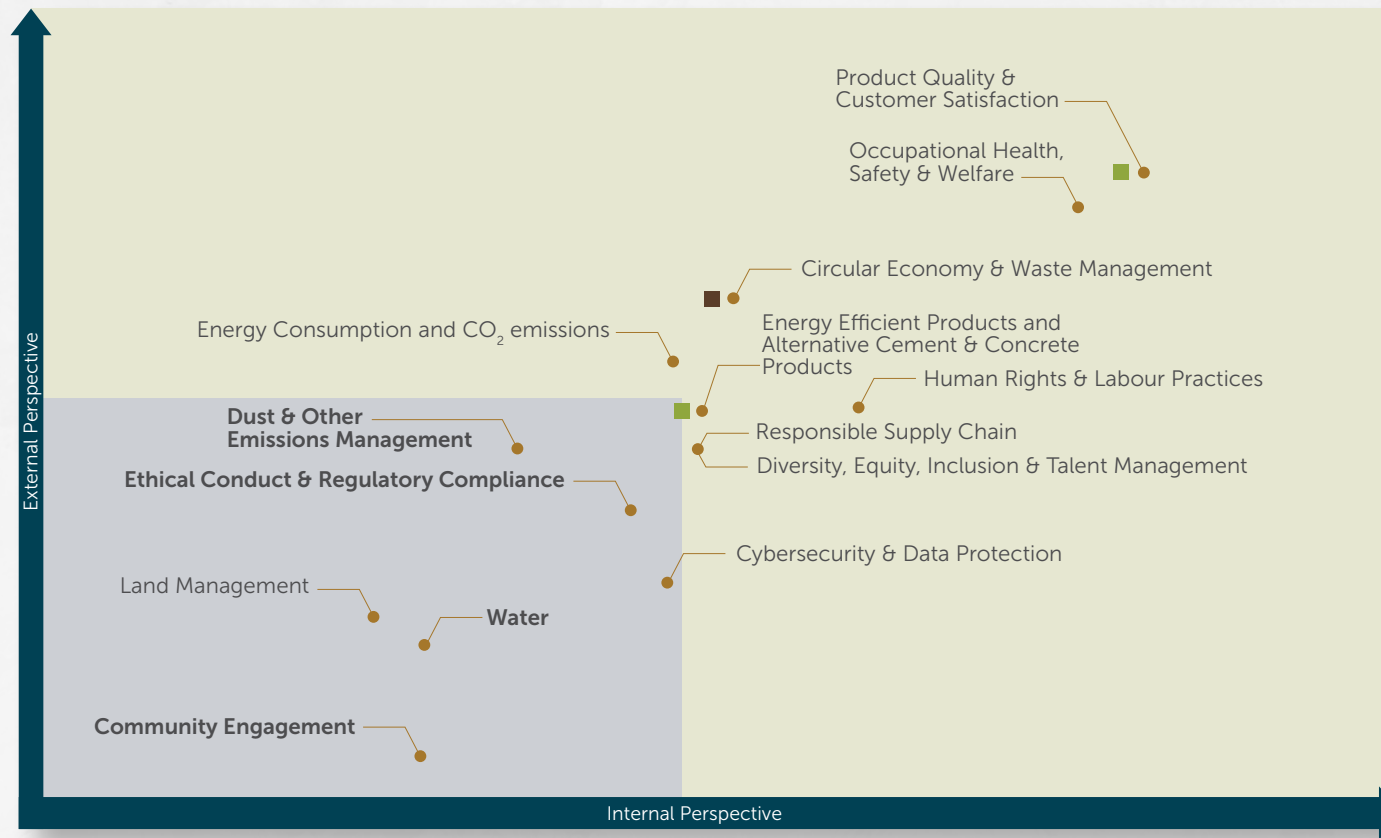 Product Quality &
Customer Satisfaction
Occupational Health,
Safety & Welfare
Circular Economy & Waste Management
Energy Consumption and CO₂ emissions
Energy Efficient Products and
Alternative Cement & Concrete
Products
Human Rights & Labour Practices
Dust & Other
Emissions Management
Responsible Supply Chain
Diversity, Equity, Inclusion & Talent Management
Ethical Conduct & Regulatory Compliance
Cybersecurity & Data Protection
Land Management
Water
Community Engagement
External Perspective
Internal Perspective